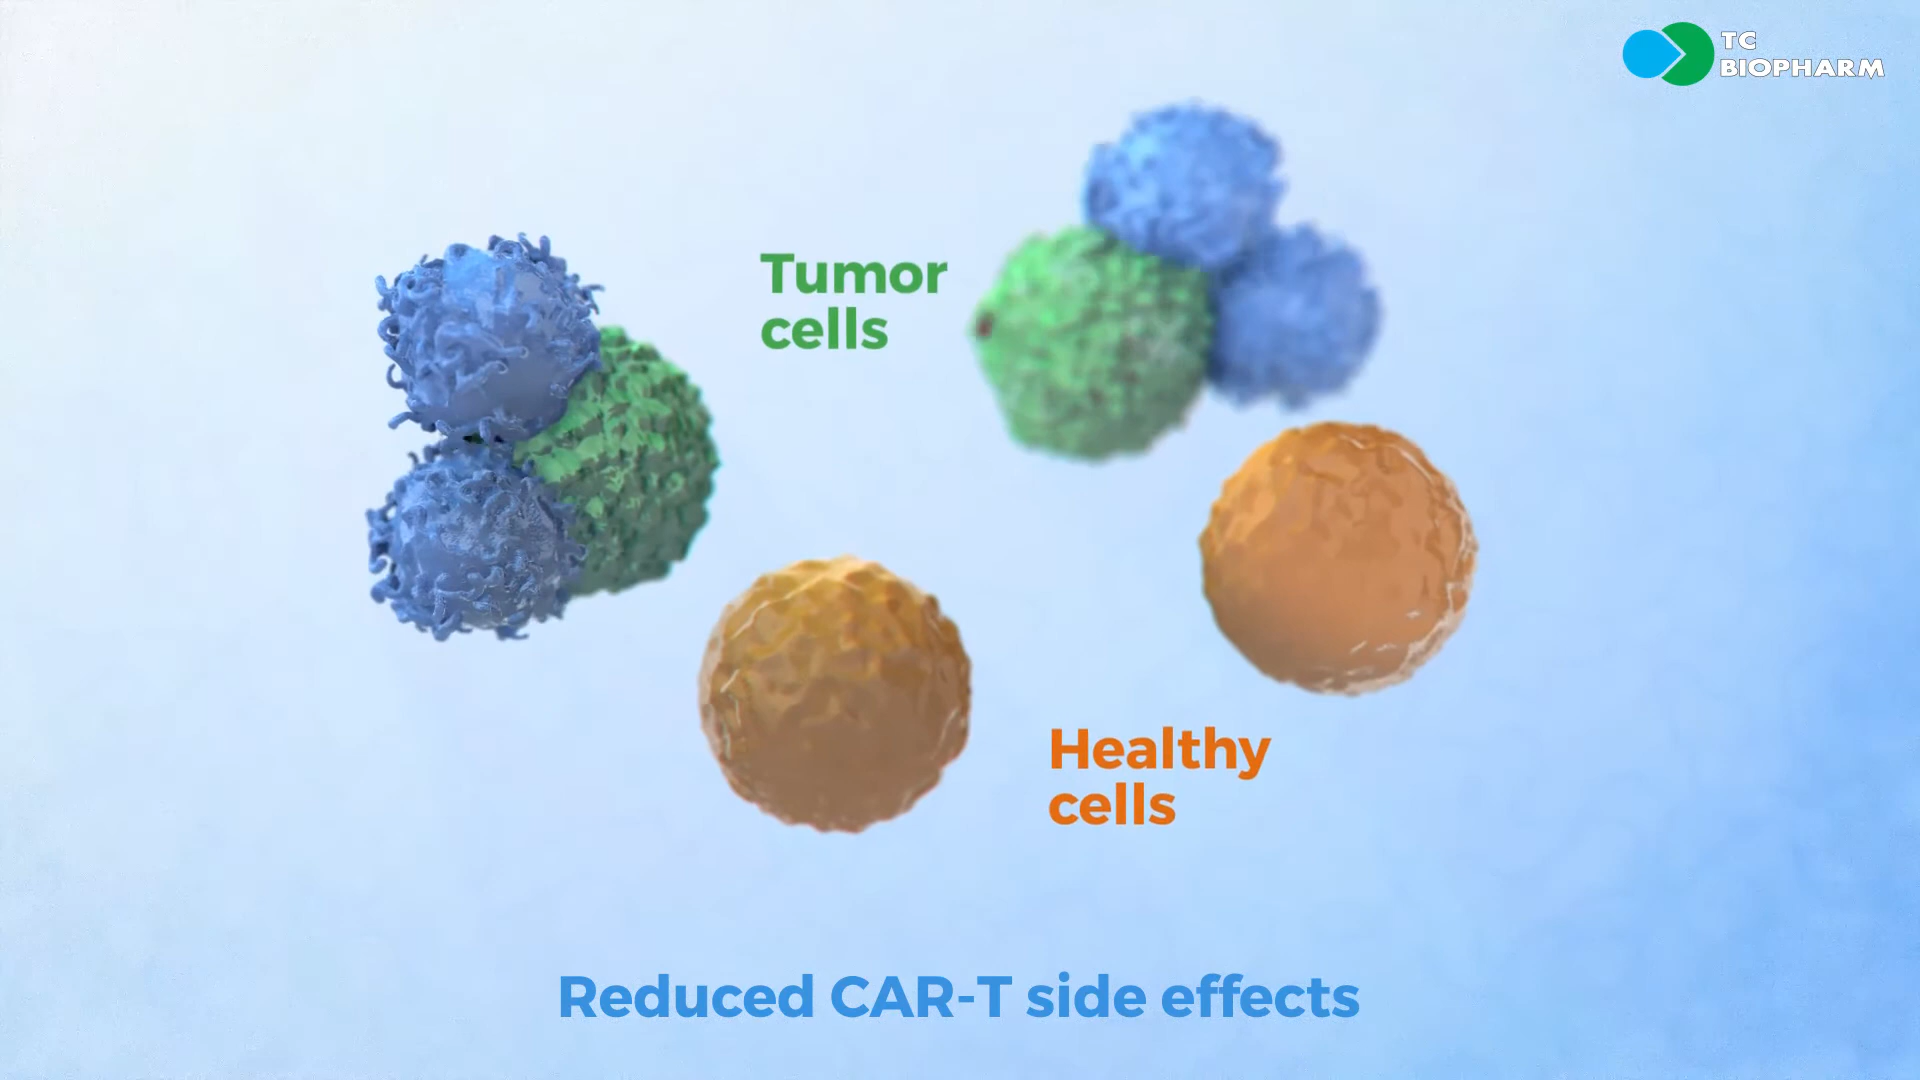 TC
BIOPHARM
Tumor
cells
Healthy
cells
Reduced CAR-T side effects